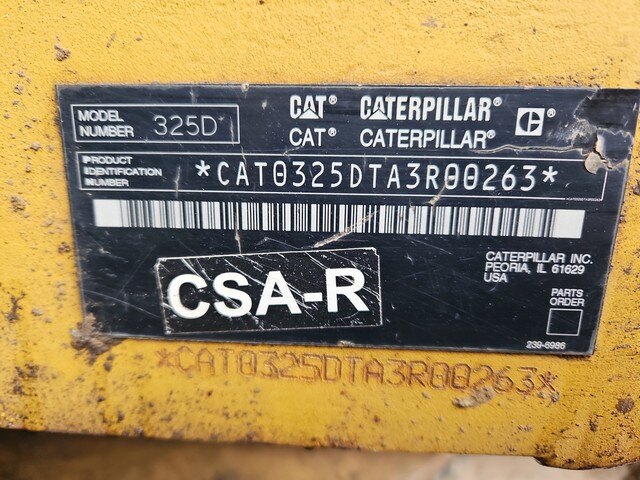 MODEL
NUMBER 325D
CAT® CATERPILLAR®
CAT® CATERPILLAR®
PRODUCT
IDENTIFICATION
NUMBER
*CAT0325DTA3R00263*
CATERPILLAR INC.
PEORIA, IL 61629
USA
CSA-R
PARTS
ORDER
239-6986
*CAT0325DTA3R00263*